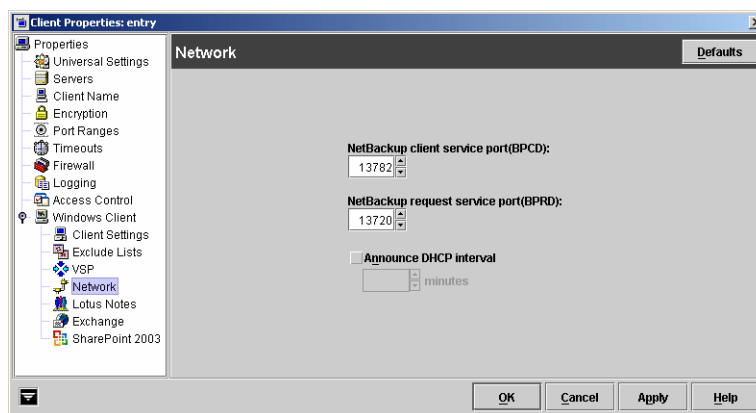 Client Properties: entry
Properties
Universal Settings
Servers
Client Name
Encryption
Port Ranges
Timeouts
Firewall
Logging
Access Control
Windows Client
Client Settings
Exclude Lists
VSP
Network
Lotus Notes
Exchange
SharePoint 2003
Network
Defaults
NetBackup client service port(BPCD):
13782
NetBackup request service port(BPRD):
13720
Announce DHCP interval
minutes
OK
Cancel
Apply
Help